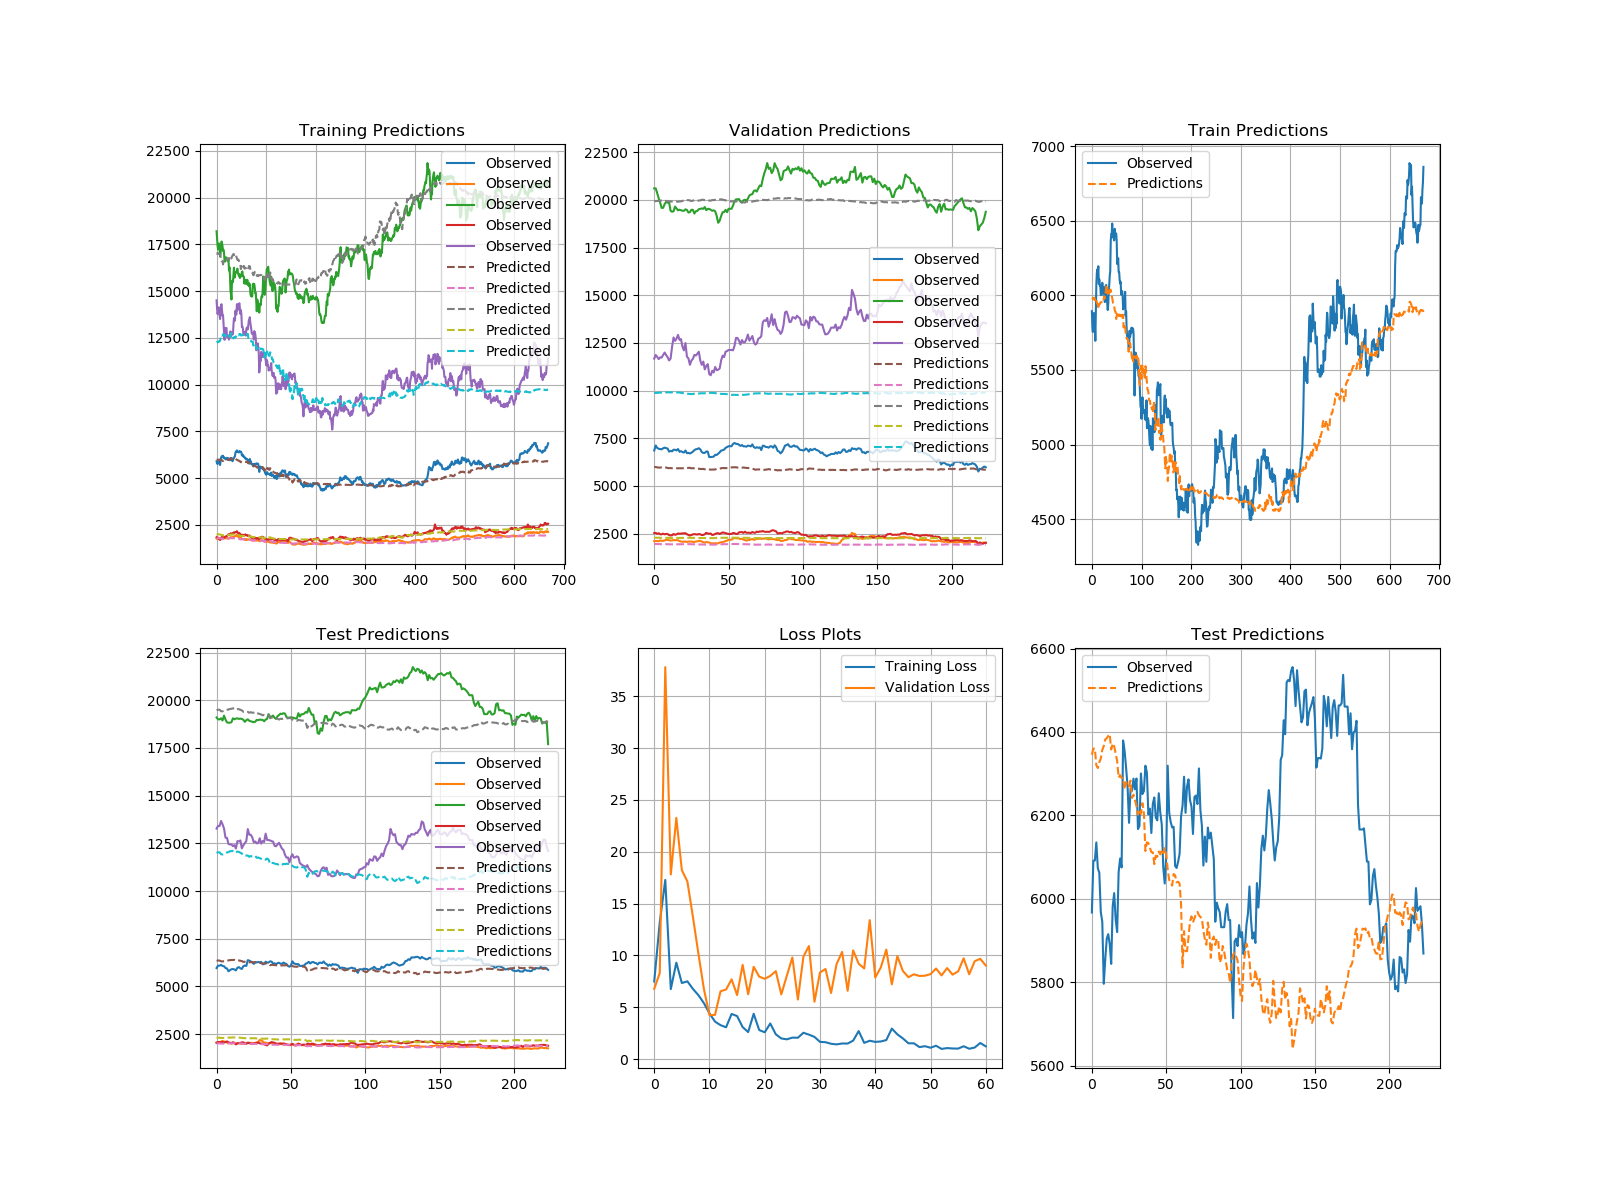 Training Predictions
22500
20000
17500
15000
12500
10000
7500
5000
2500
0 100 200 300 400 500 600 700
Observed
Observed
Observed
Observed
Observed
Predicted
Predicted
Predicted
Predicted
Predicted
Validation Predictions
22500
20000
17500
15000
12500
10000
7500
5000
2500
0 50 100 150 200
Observed
Observed
Observed
Observed
Observed
Predictions
Predictions
Predictions
Predictions
Predictions
Train Predictions
7000
6500
6000
5500
5000
4500
0 100 200 300 400 500 600 700
Observed
Predictions
Test Predictions
22500
20000
17500
15000
12500
10000
7500
5000
2500
0 50 100 150 200
Observed
Observed
Observed
Observed
Observed
Predictions
Predictions
Predictions
Predictions
Predictions
Loss Plots
35
30
25
20
15
10
5
0
0 10 20 30 40 50 60
Training Loss
Validation Loss
Test Predictions
6600
6400
6200
6000
5800
5600
0 50 100 150 200
Observed
Predictions